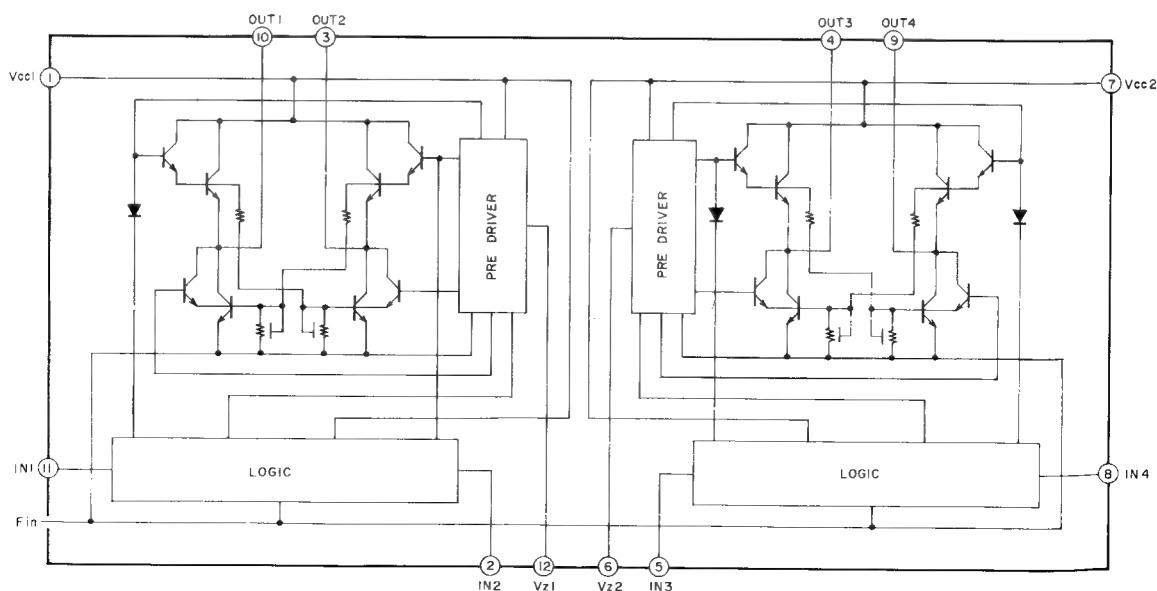 OUT1 OUT2 OUT3 OUT4
10 3 4 9
Vcc1 1
7 Vcc2
PRE DRIVER
PRE DRIVER
IN1 11 LOGIC
LOGIC 8 IN4
Fin
2 12 6 5
IN2 Vz1 Vz2 IN3